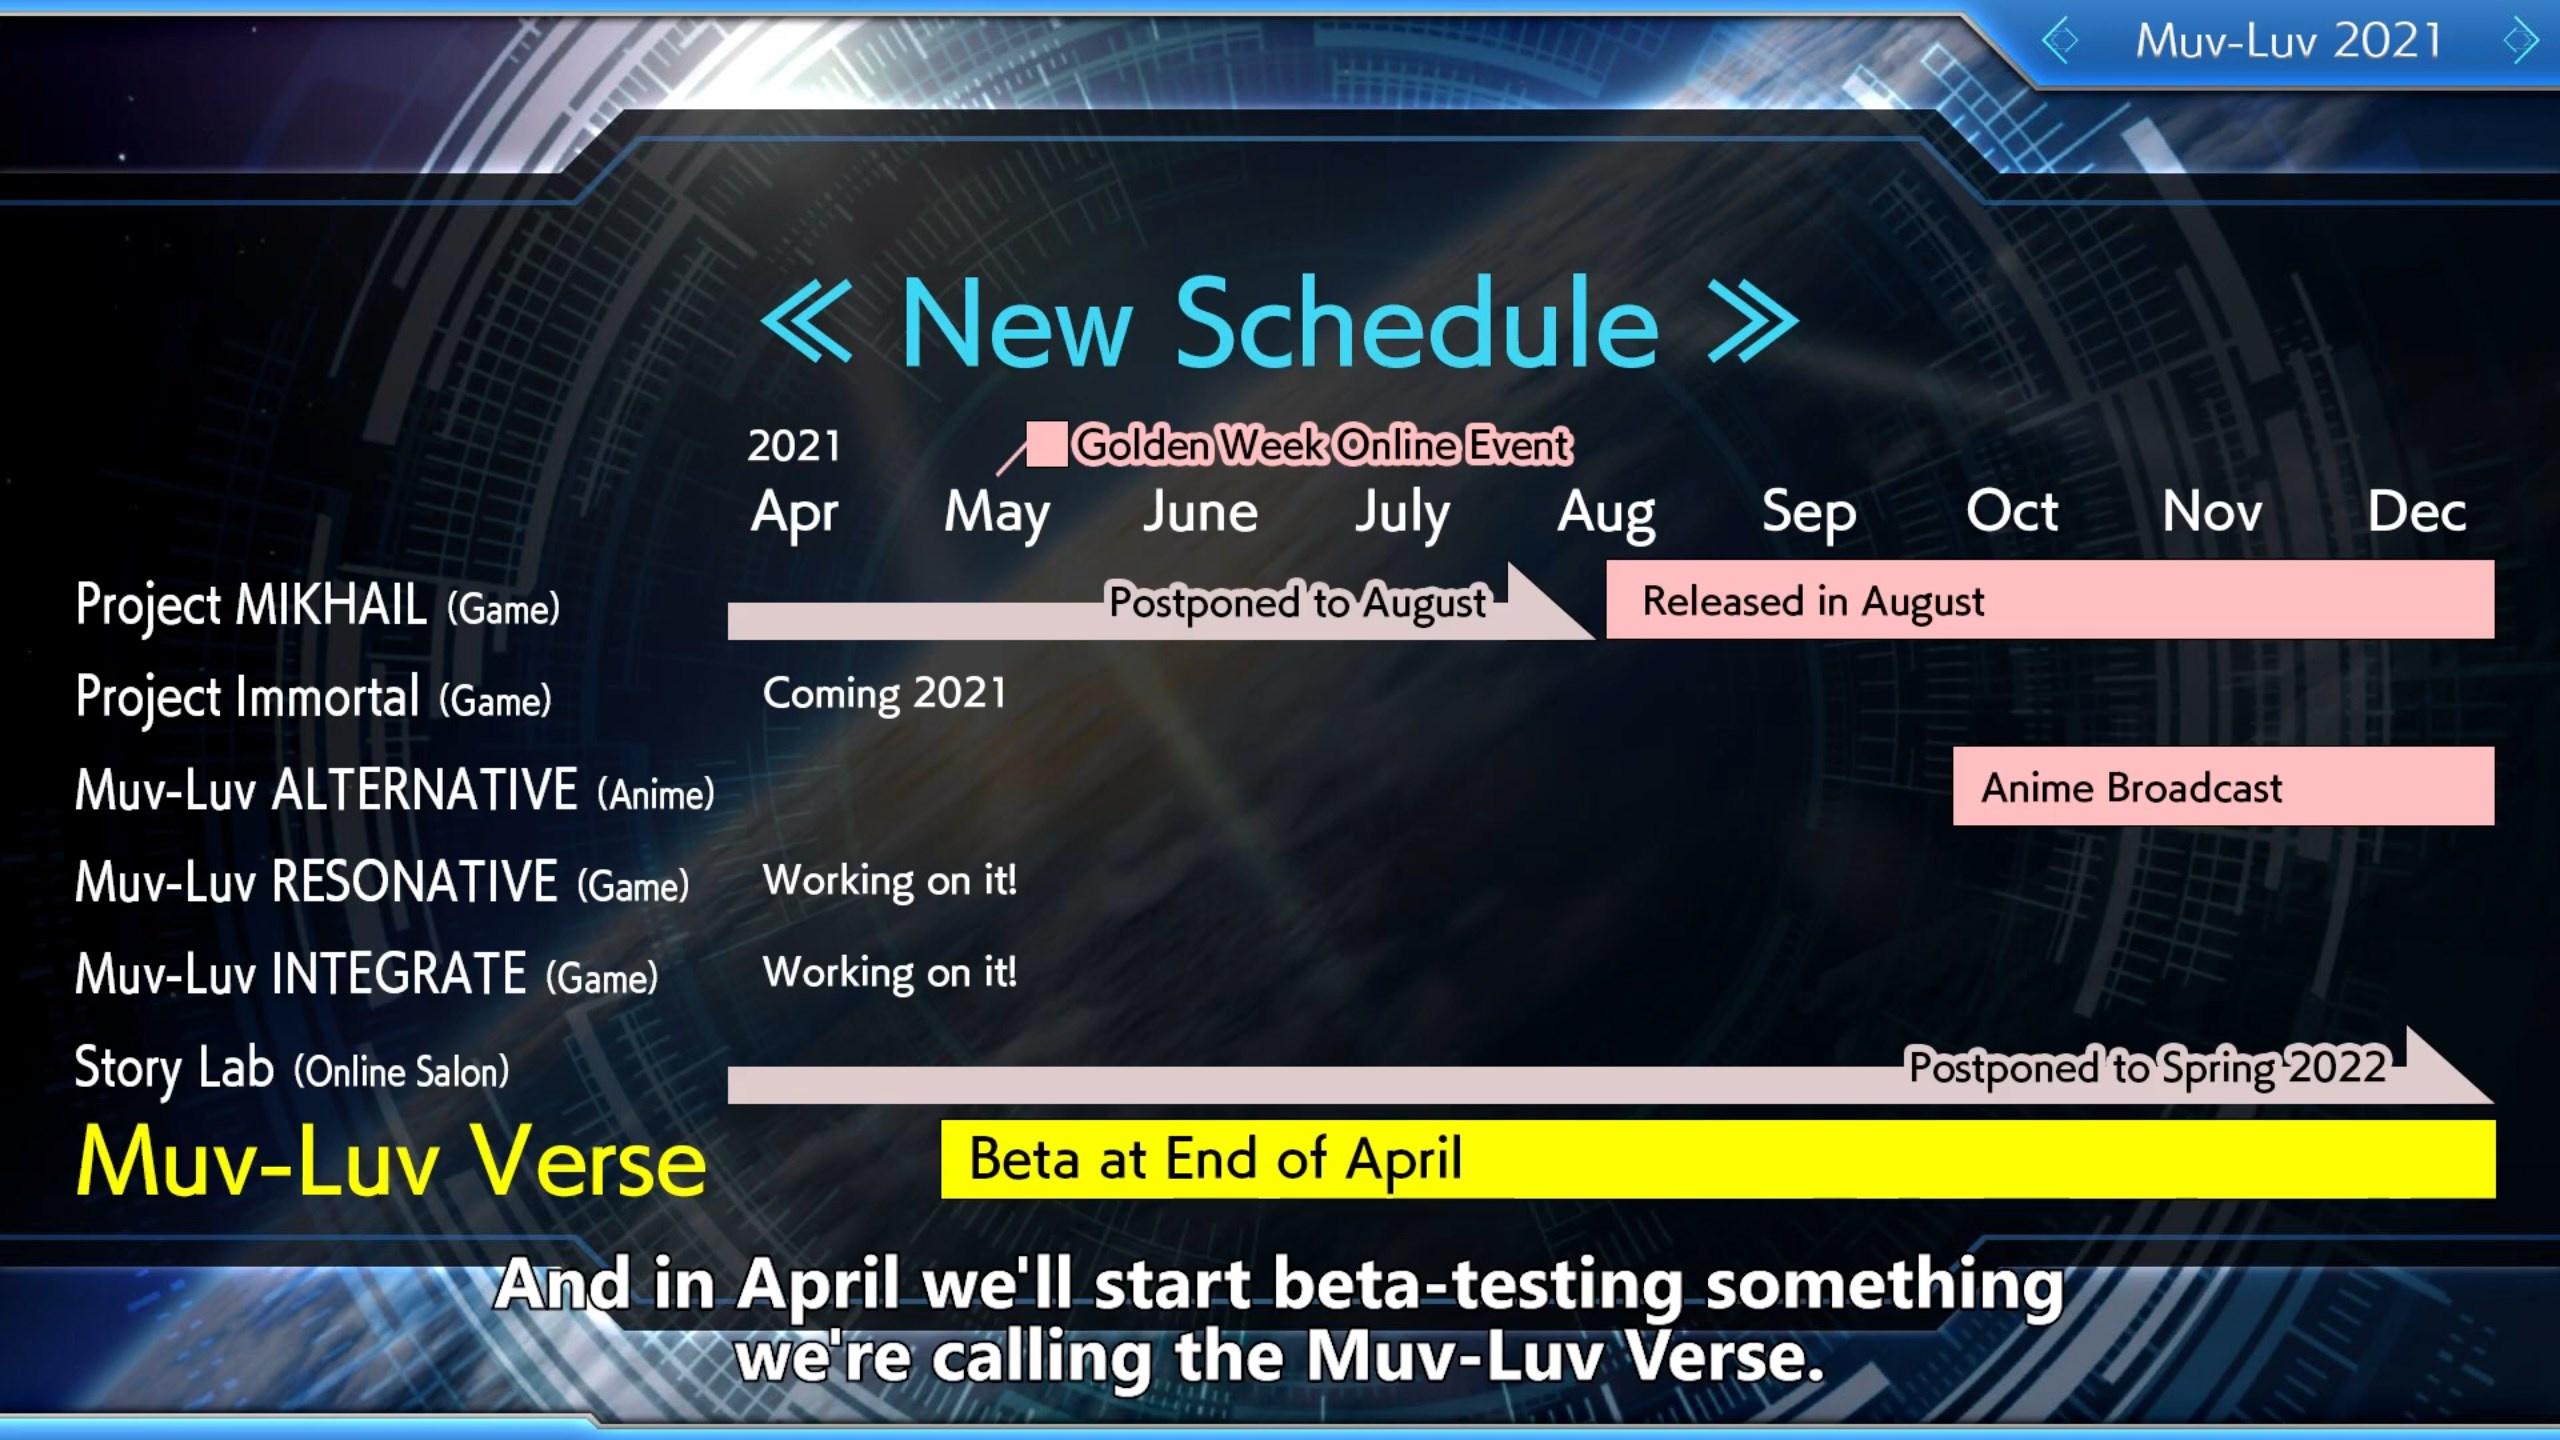 Muv-Luv 2021
≪ New Schedule ≫
2021
Golden Week Online Event
Apr May June July Aug Sep Oct Nov Dec
Project MIKHAIL (Game) Postponed to August Released in August
Project Immortal (Game) Coming 2021
Muv-Luv ALTERNATIVE (Anime) Anime Broadcast
Muv-Luv RESONATIVE (Game) Working on it!
Muv-Luv INTEGRATE (Game) Working on it!
Story Lab (Online Salon) Postponed to Spring 2022
Muv-Luv Verse Beta at End of April
And in April we'll start beta-testing something
we're calling the Muv-Luv Verse.